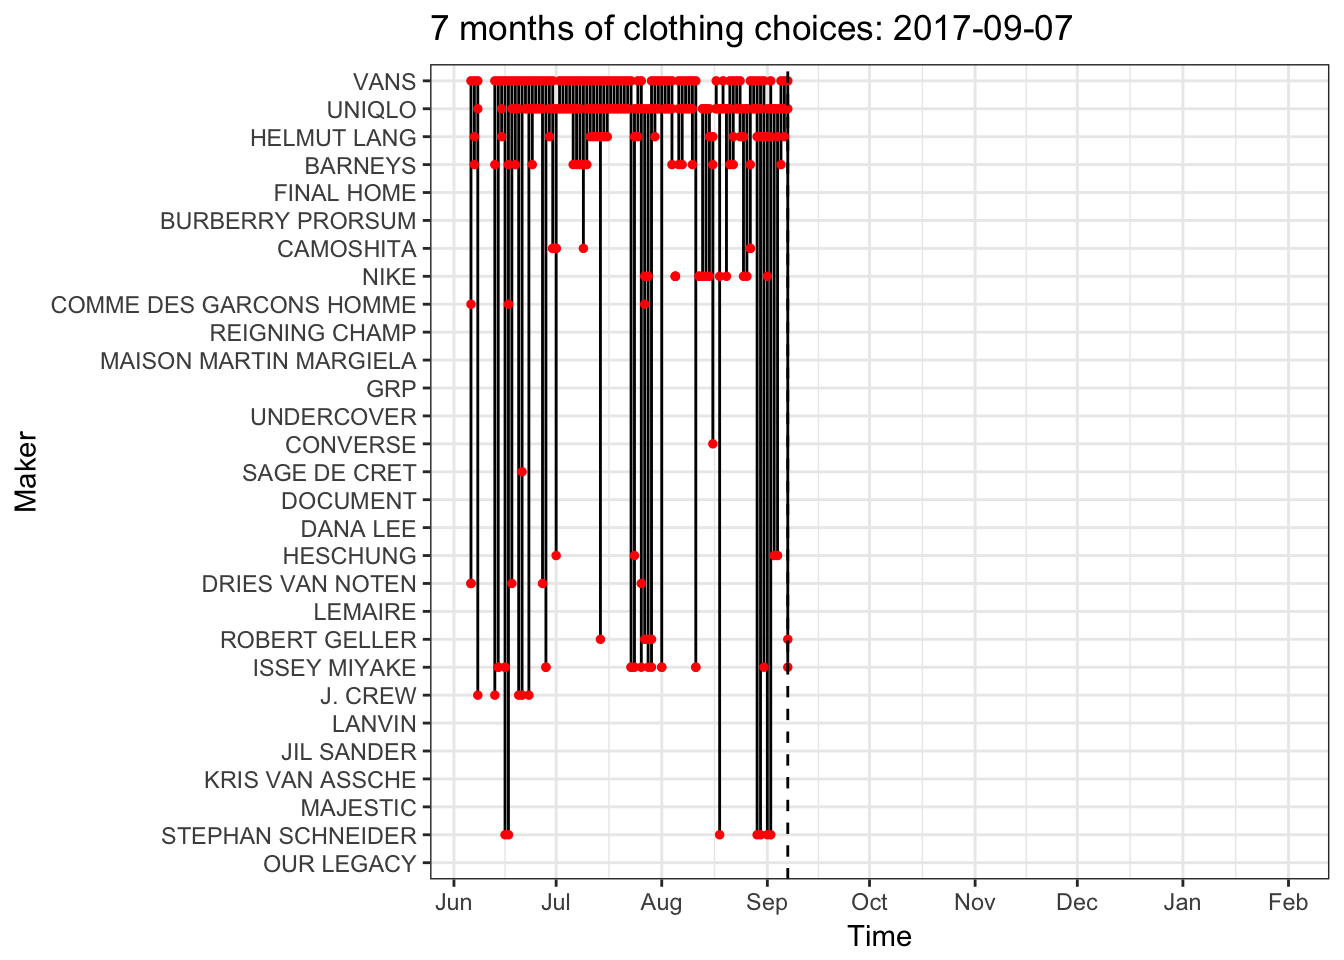 7 months of clothing choices: 2017-09-07
VANS
UNIQLO
HELMUT LANG
BARNEYS
FINAL HOME
BURBERRY PRORSUM
CAMOSHITA
NIKE
COMME DES GARCONS HOMME
REIGNING CHAMP
MAISON MARTIN MARGIELA
GRP
UNDERCOVER
CONVERSE
SAGE DE CRET
DOCUMENT
DANA LEE
HESCHUNG
DRIES VAN NOTEN
LEMAIRE
ROBERT GELLER
ISSEY MIYAKE
J. CREW
LANVIN
JIL SANDER
KRIS VAN ASSCHE
MAJESTIC
STEPHAN SCHNEIDER
OUR LEGACY
Maker
Jun Jul Aug Sep Oct Nov Dec Jan Feb
Time